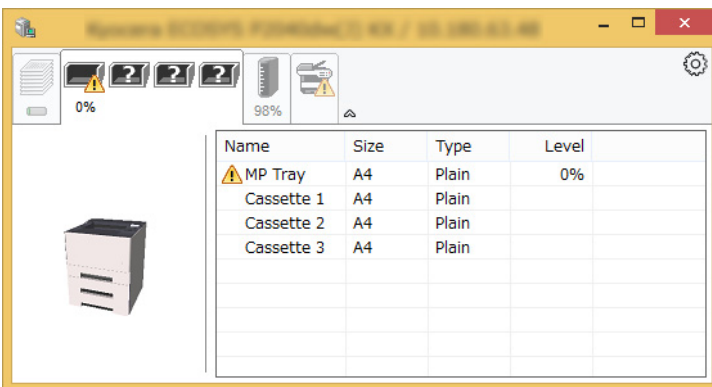 0%
98%
Name Size Type Level
MP Tray A4 Plain 0%
Cassette 1 A4 Plain
Cassette 2 A4 Plain
Cassette 3 A4 Plain